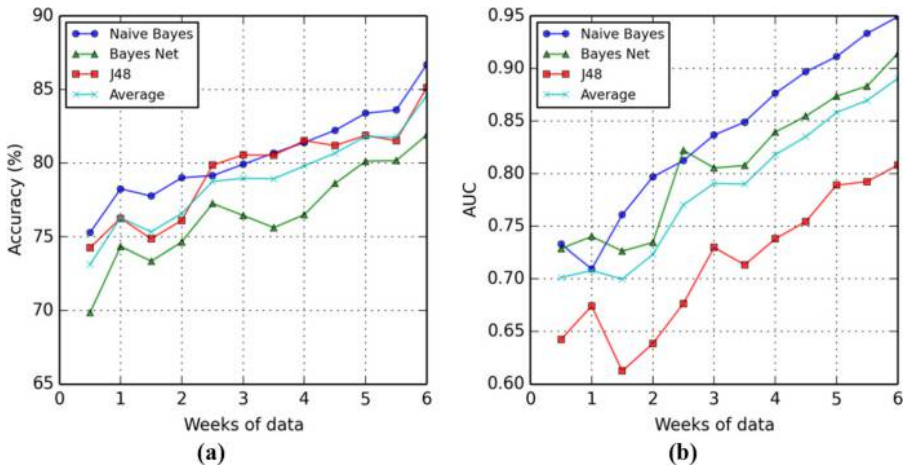 90
85
80
75
70
65
Accuracy (%)
Naive Bayes
Bayes Net
J48
Average
0 1 2 3 4 5 6
Weeks of data
(a)
0.95
0.90
0.85
0.80
0.75
0.70
0.65
0.60
AUC
Naive Bayes
Bayes Net
J48
Average
0 1 2 3 4 5 6
Weeks of data
(b)